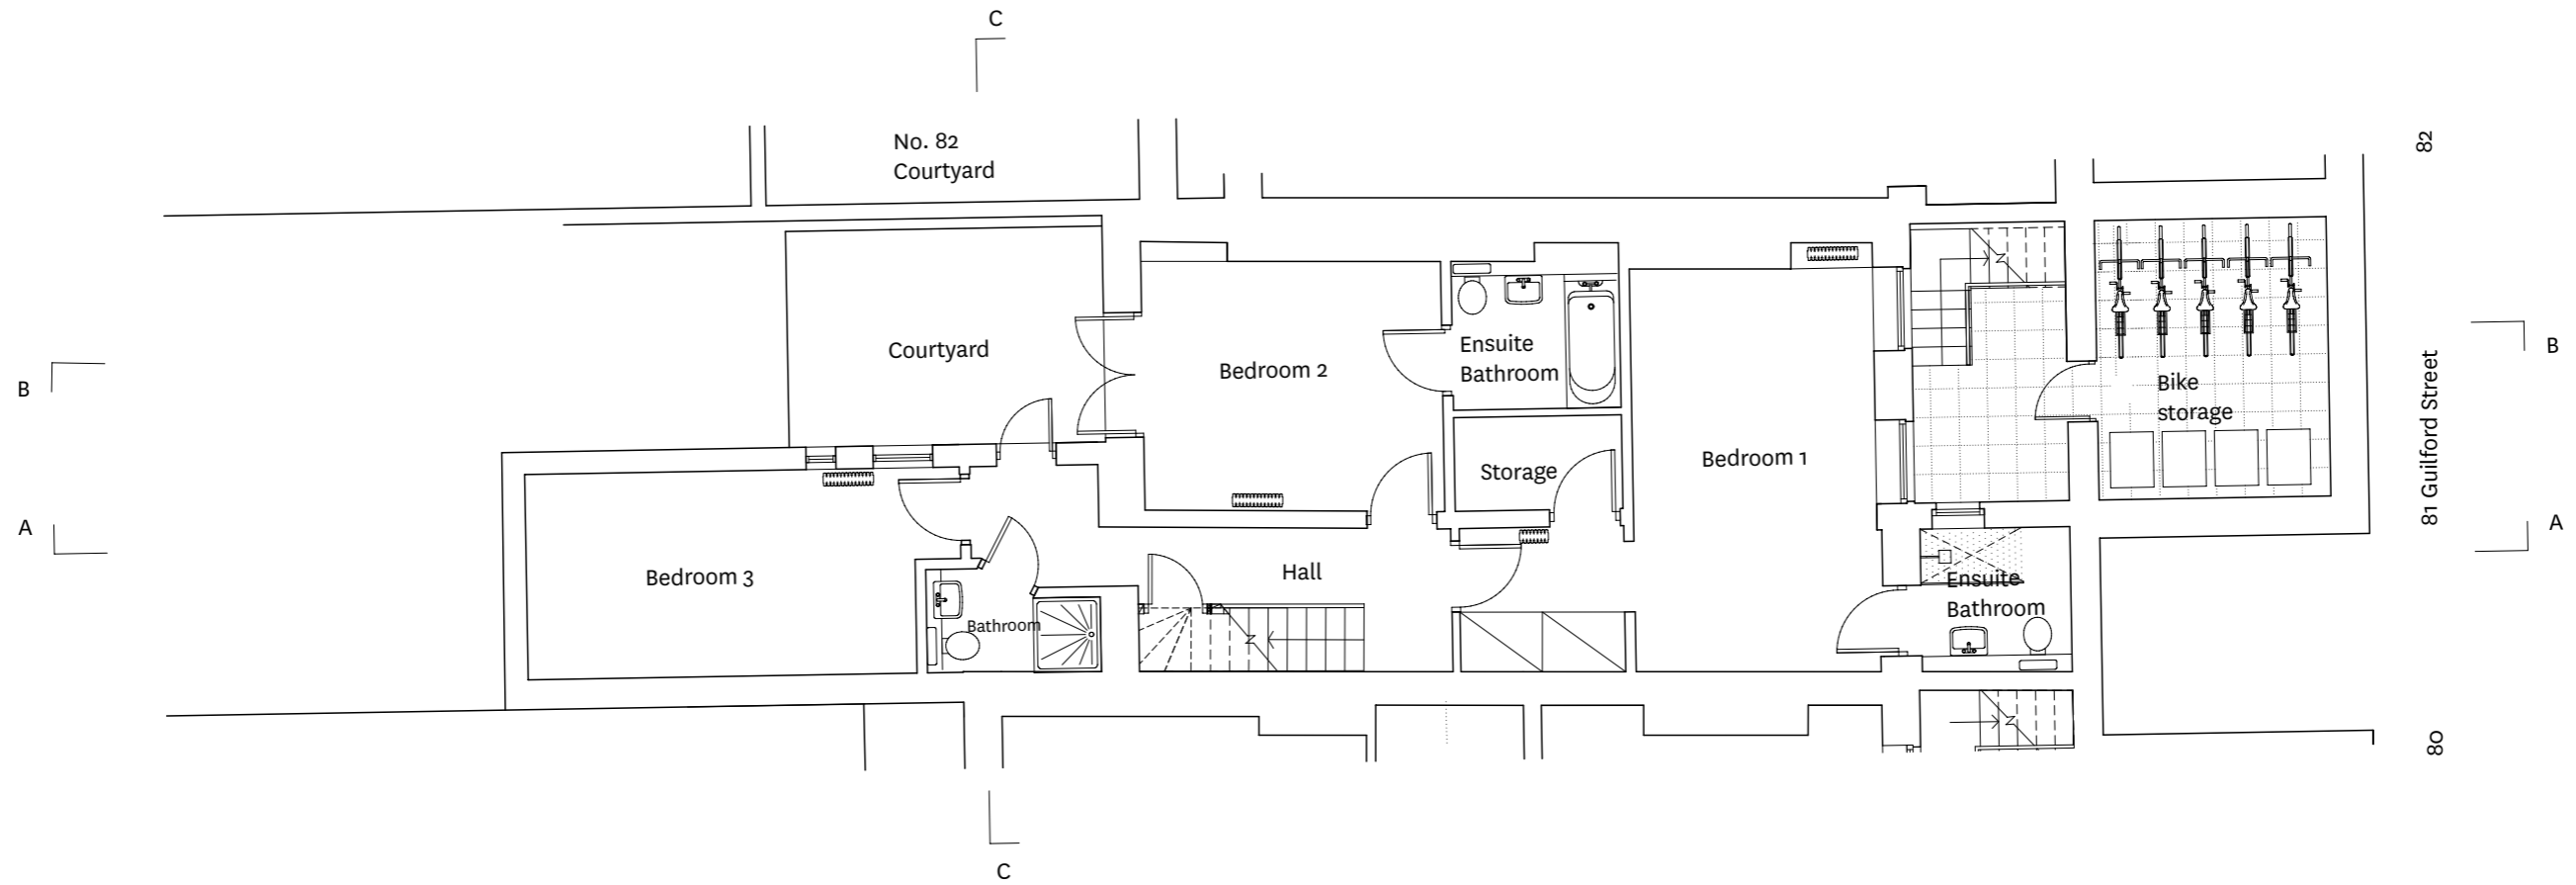 C
No. 82
Courtyard
82
Courtyard
Bedroom 2
Ensuite
Bathroom
B
B
Bike
storage
81 Guilford Street
Bedroom 1
Storage
A
A
Bedroom 3
Hall
Ensuite
Bathroom
Bathroom
80
C